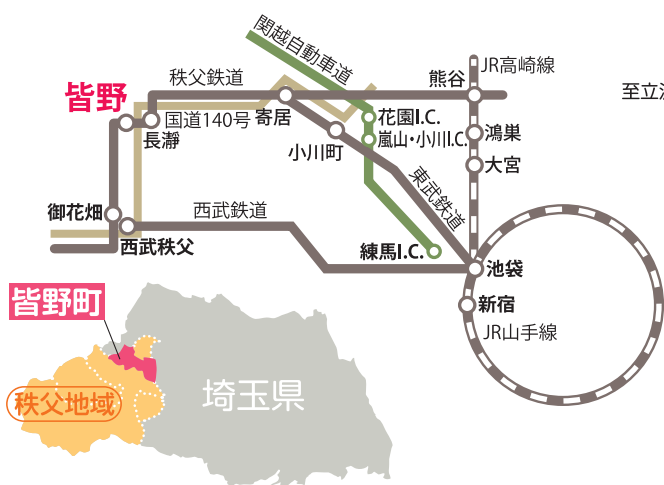 関越自動車道
JR高崎線
秩父鉄道
熊谷
至立
皆野
国道140号
寄居
花園I.C.
長瀞
嵐山・小川I.C.
鴻巣
小川町
大宮
東武鉄道
御花畑
西武鉄道
西武秩父
練馬I.C.
池袋
皆野町
新宿
JR山手線
秩父地域
埼玉県